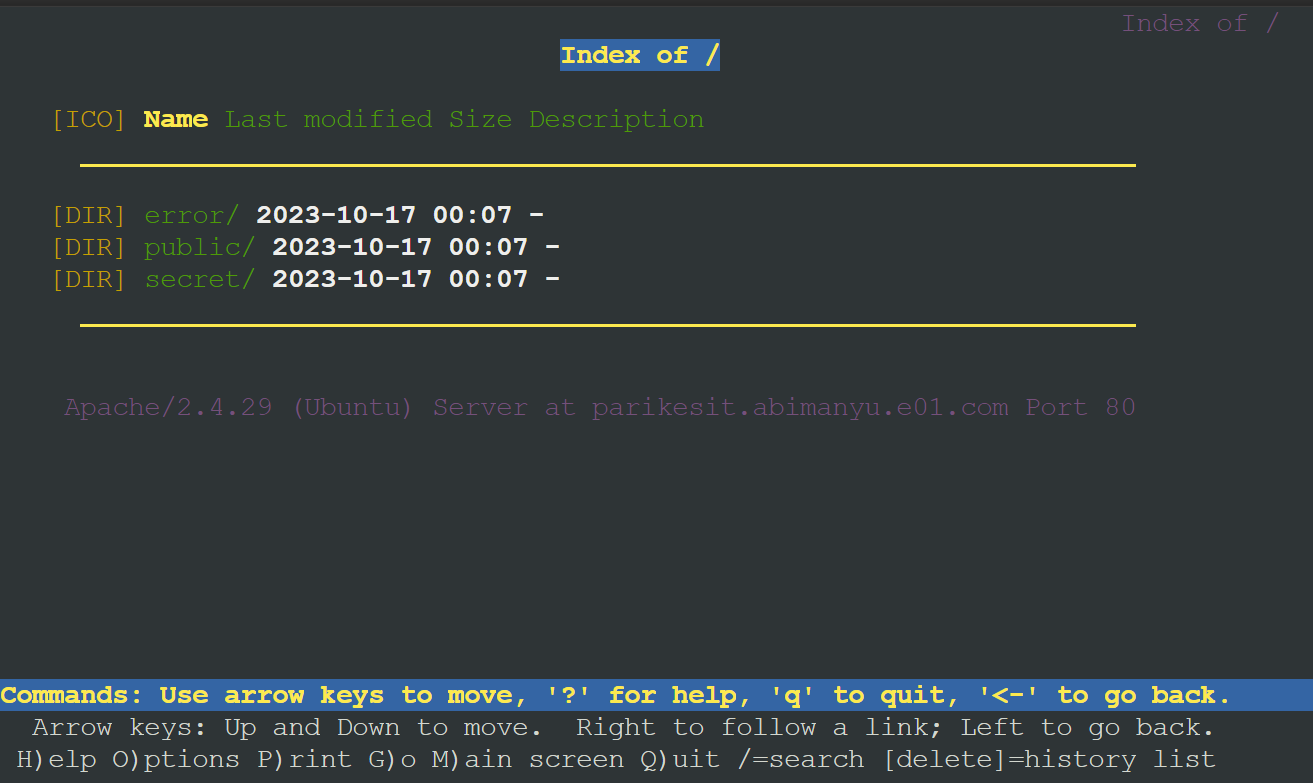 Index of /
Index of /
[ICO] Name Last modified Size Description
[DIR] error/ 2023-10-17 00:07 -
[DIR] public/ 2023-10-17 00:07 -
[DIR] secret/ 2023-10-17 00:07 -
Apache/2.4.29 (Ubuntu) Server at parikesit.abimanyu.e01.com Port 80
Commands: Use arrow keys to move, '?' for help, 'q' to quit, '<-' to go back.
Arrow keys: Up and Down to move.  Right to follow a link; Left to go back.
H)elp O)ptions P)rint G)o M)ain screen Q)uit /=search [delete]=history list